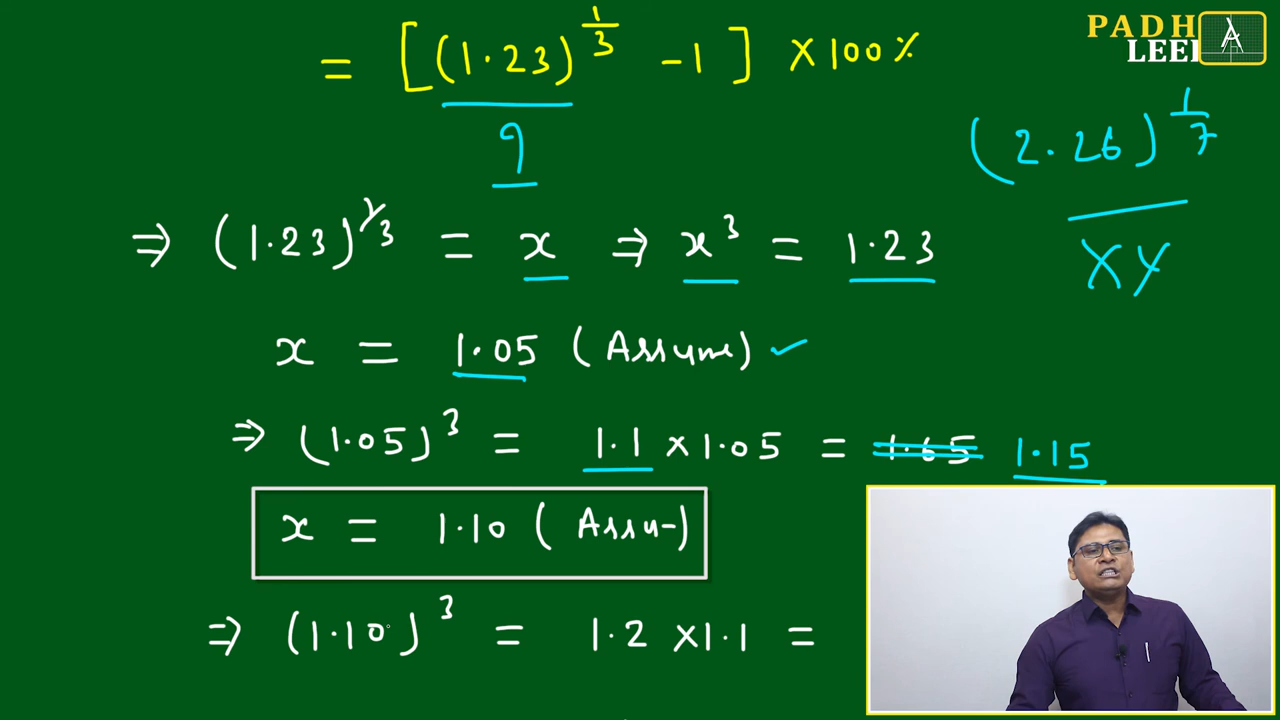 PADH
LEEI
= [(1.23)^1/3 - 1] × 100%
9
(2.26)^1/7
XY
⇒ (1.23)^1/3 = x ⇒ x^3 = 1.23
x = 1.05 (Assume) ✓
⇒ (1.05)^3 = 1.1 × 1.05 = 1.65 1.15
x = 1.10 (Assu-)
⇒ (1.10)^3 = 1.2 × 1.1 =